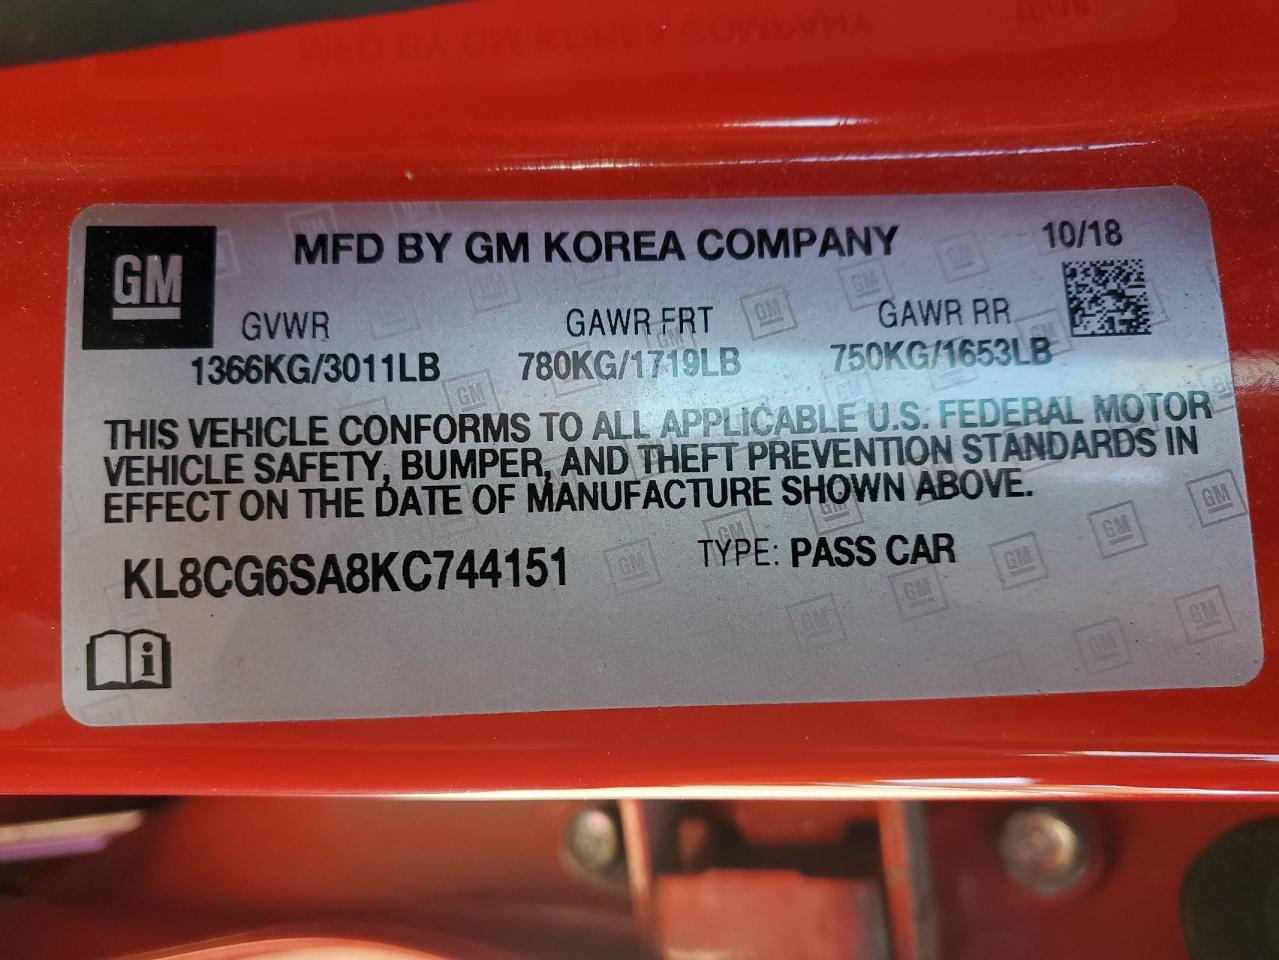 MFD BY GM KOREA COMPANY 10/18
GM
GVWR GAWR FRT GAWR RR
1366KG/3011LB 780KG/1719LB 750KG/1653LB
THIS VEHICLE CONFORMS TO ALL APPLICABLE U.S. FEDERAL MOTOR
VEHICLE SAFETY, BUMPER, AND THEFT PREVENTION STANDARDS IN
EFFECT ON THE DATE OF MANUFACTURE SHOWN ABOVE.
KL8CG6SA8KC744151 TYPE: PASS CAR
i